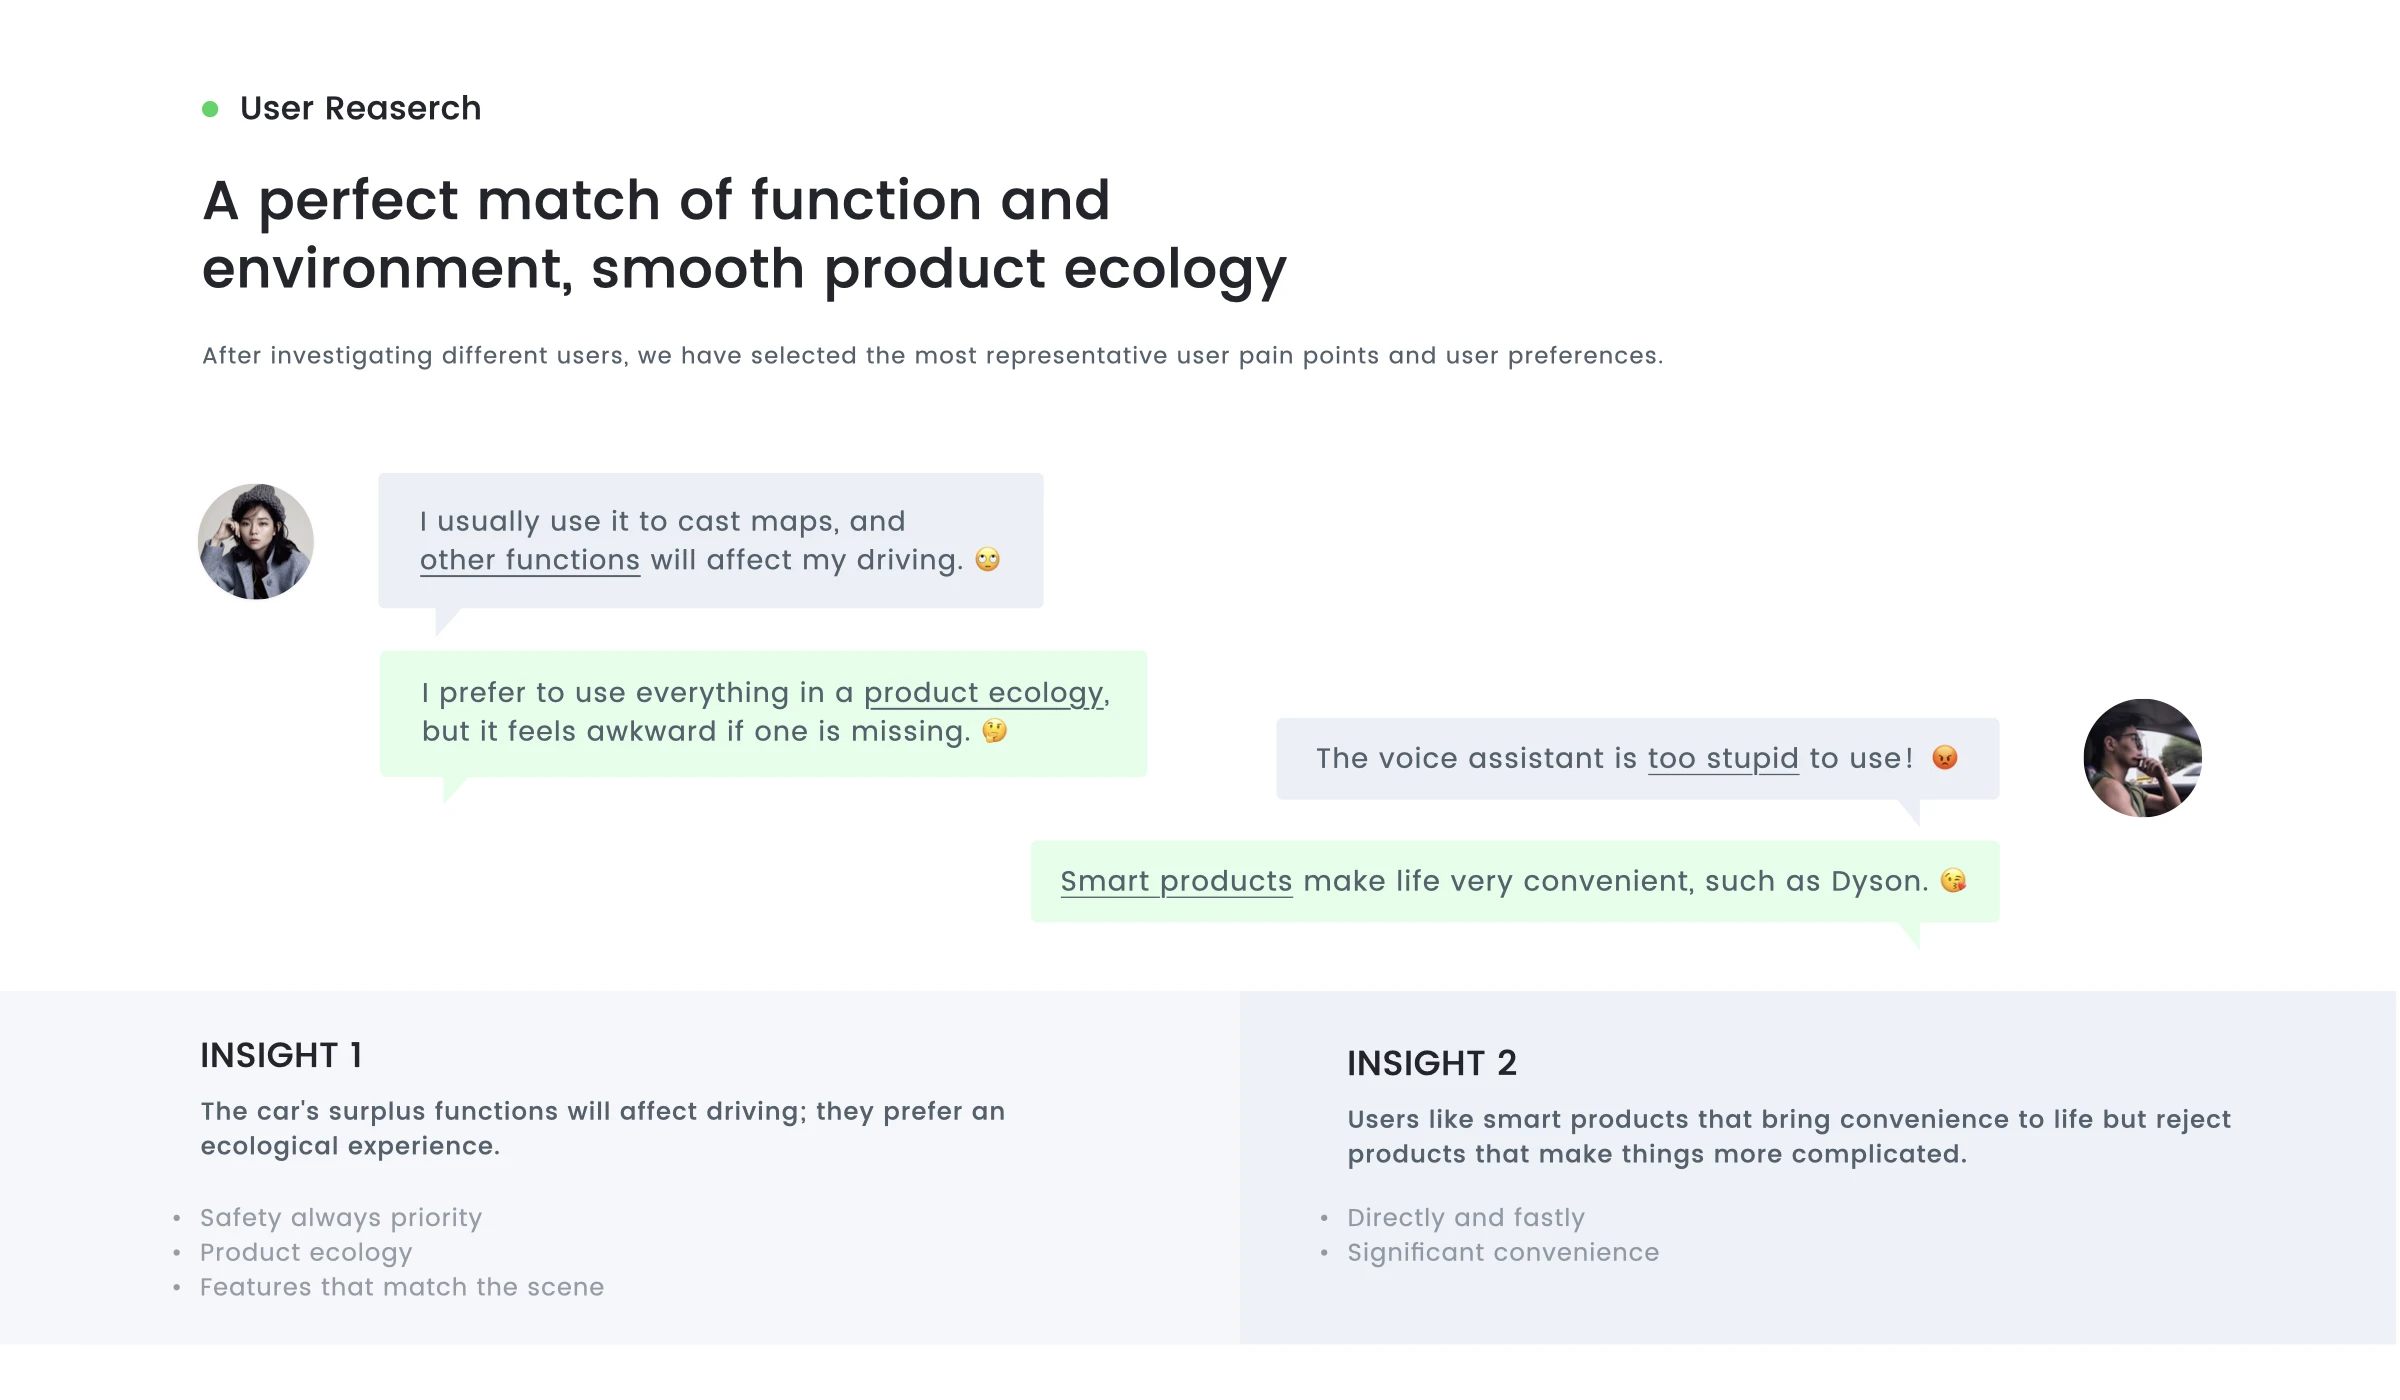 User Reaserch
A perfect match of function and
environment, smooth product ecology
After investigating different users, we have selected the most representative user pain points and user preferences.
I usually use it to cast maps, and
other functions will affect my driving. 🙄
I prefer to use everything in a product ecology,
but it feels awkward if one is missing. 🤔
The voice assistant is too stupid to use! 😡
Smart products make life very convenient, such as Dyson. 😘
INSIGHT 1
The car's surplus functions will affect driving; they prefer an
ecological experience.
• Safety always priority
• Product ecology
• Features that match the scene
INSIGHT 2
Users like smart products that bring convenience to life but reject
products that make things more complicated.
• Directly and fastly
• Significant convenience